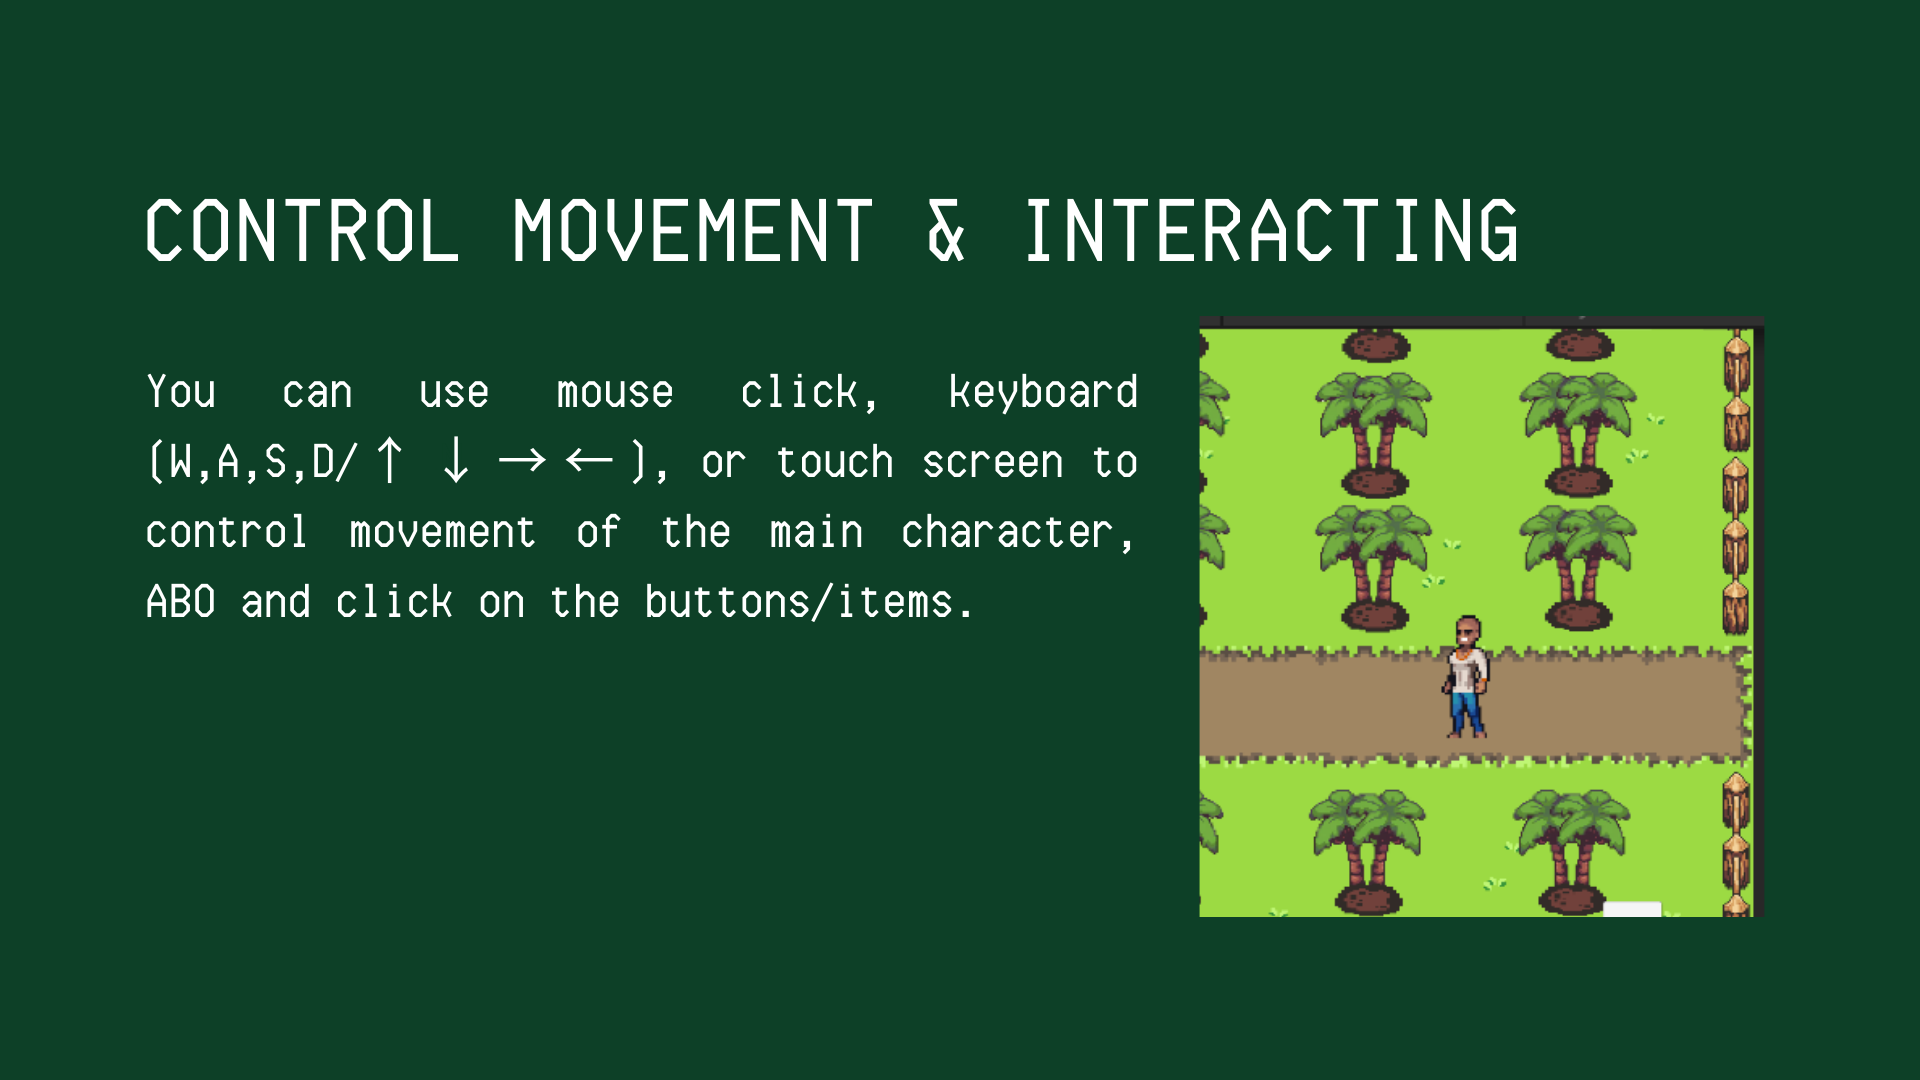 CONTROL MOVEMENT & INTERACTING
You can use mouse click, keyboard
(W,A,S,D/↑ ↓ →← ), or touch screen to
control movement of the main character,
ABO and click on the buttons/items.